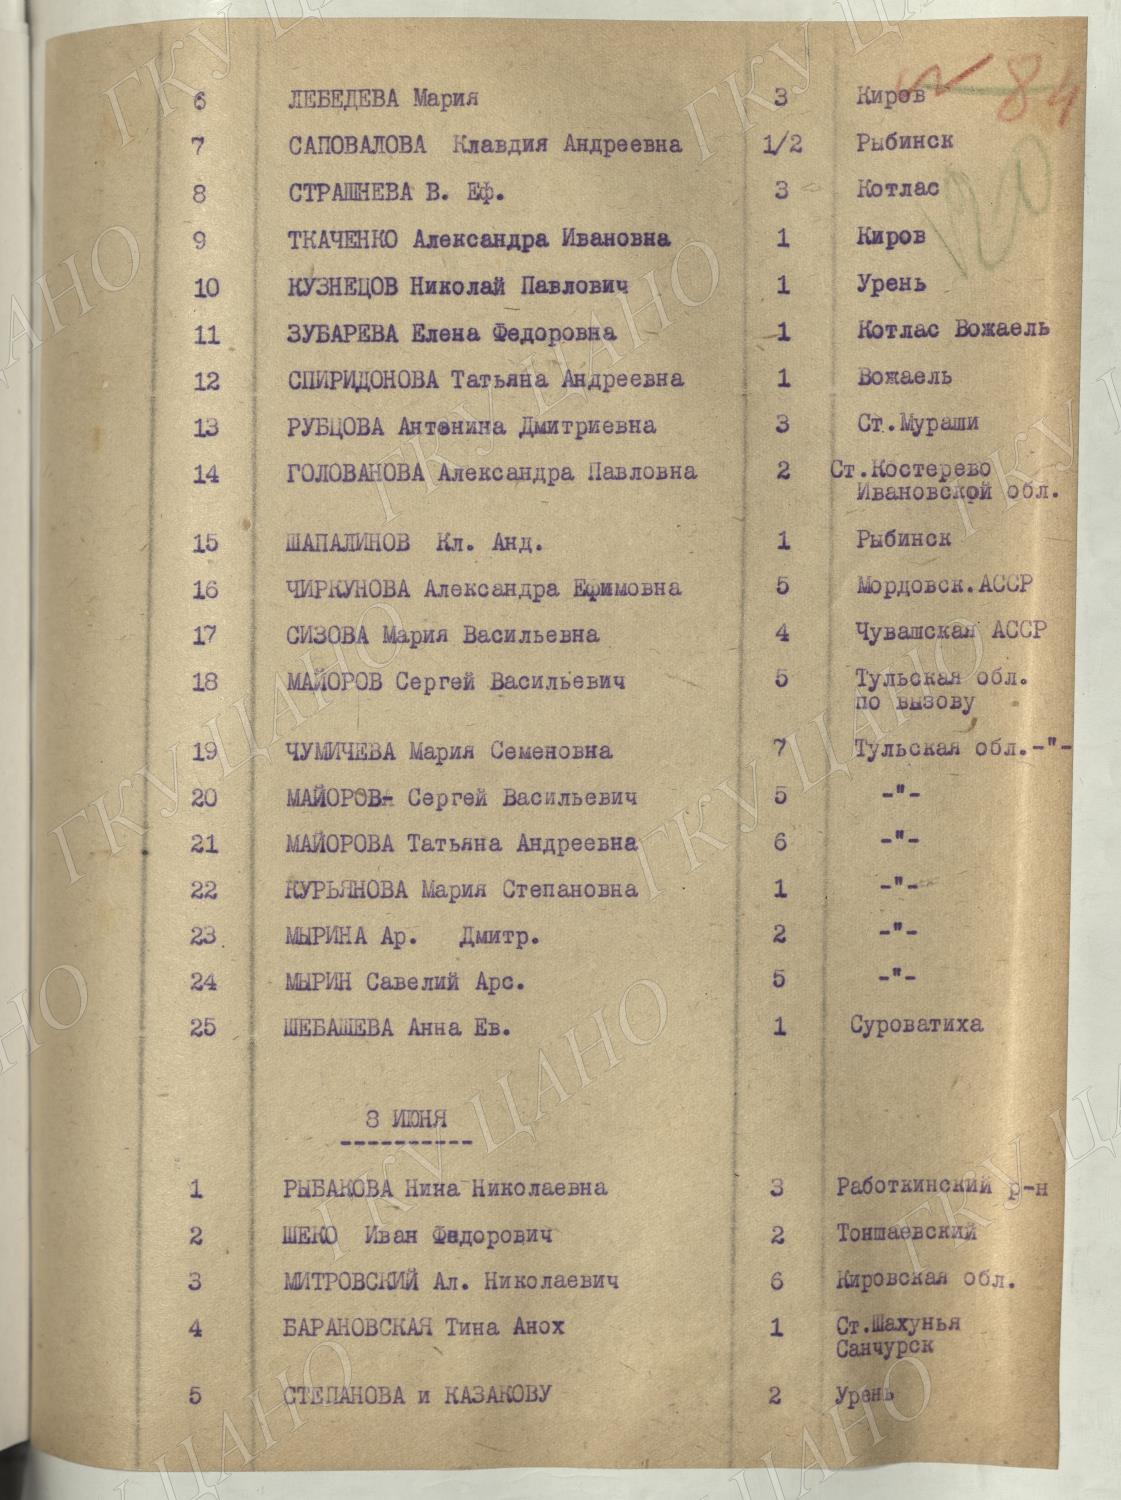 84
120
6 ЛЕБЕДЕВА Мария 3 Киров
7 САПОВАЛОВА Клавдия Андреевна 1/2 Рыбинск
8 СТРАШНЕВА В. Еф. 3 Котлас
9 ТКАЧЕНКО Александра Ивановна 1 Киров
10 КУЗНЕЦОВ Николай Павлович 1 Урень
11 ЗУБАРЕВА Елена Федоровна 1 Котлас Вожаель
12 СПИРИДОНОВА Татьяна Андреевна 1 Вожаель
13 РУБЦОВА Антонина Дмитриевна 3 Ст.Мураши
14 ГОЛОВАНОВА Александра Павловна 2 Ст.Костерево
Ивановской обл.
15 ШАПАЛИНОВ Кл. Анд. 1 Рыбинск
16 ЧИРКУНОВА Александра Ефимовна 5 Мордовск.АССР
17 СИЗОВА Мария Васильевна 4 Чувашская АССР
18 МАЙОРОВ Сергей Васильевич 5 Тульская обл.
по вызову
19 ЧУМИЧЕВА Мария Семеновна 7 Тульская обл.-"-
20 МАЙОРОВ- Сергей Васильевич 5 -"-
21 МАЙОРОВА Татьяна Андреевна 6 -"-
22 КУРЬЯНОВА Мария Степановна 1 -"-
23 МЫРИНА Ар. Дмитр. 2 -"-
24 МЫРИН Савелий Арс. 5 -"-
25 ШЕБАШЕВА Анна Ев. 1 Суроватиха
8 ИЮНЯ
----------
1 РЫБАКОВА Нина Николаевна 3 Работкинский р-н
2 ШЕКО Иван Федорович 2 Тоншаевский
3 МИТРОВСКИЙ Ал. Николаевич 6 Кировская обл.
4 БАРАНОВСКАЯ Тина Анох 1 Ст.Шахунья
Санчурск
5 СТЕПАНОВА и КАЗАКОВУ 2 Урень
ГКУ ЦАНО